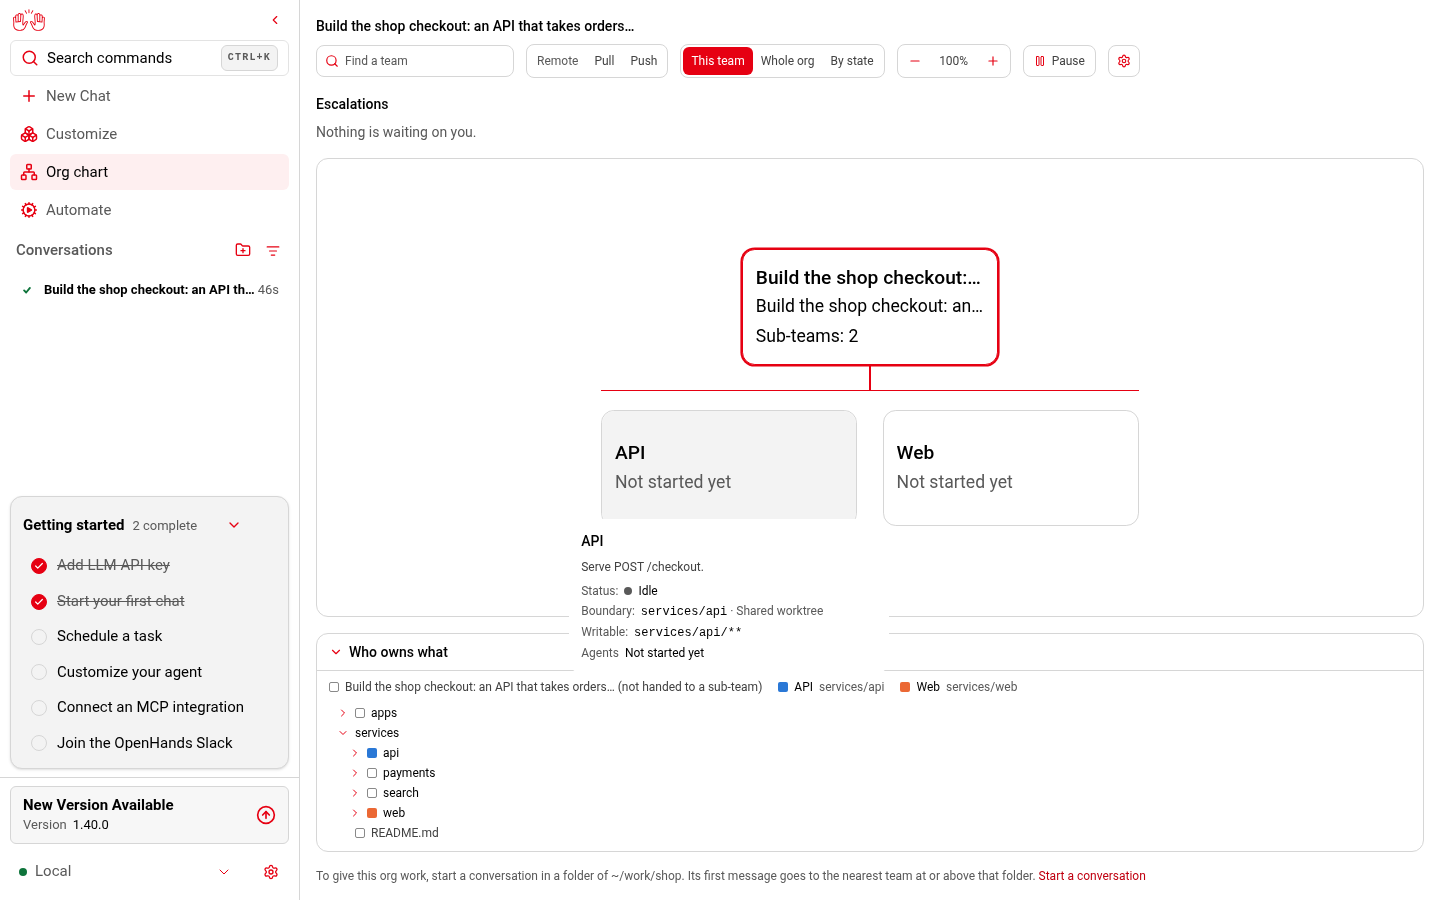 Search commands CTRL+K
New Chat
Customize
Org chart
Automate
Conversations
Build the shop checkout: an API th... 46s
Getting started 2 complete
Add LLM API key
Start your first chat
Schedule a task
Customize your agent
Connect an MCP integration
Join the OpenHands Slack
New Version Available
Version 1.40.0
Local
Build the shop checkout: an API that takes orders...
Find a team
Remote Pull Push
This team Whole org By state
100%
Pause
Escalations
Nothing is waiting on you.
Build the shop checkout:...
Build the shop checkout: an...
Sub-teams: 2
API
Not started yet
Web
Not started yet
API
Serve POST /checkout.
Status: Idle
Boundary: services/api · Shared worktree
Writable: services/api/**
Agents Not started yet
Who owns what
Build the shop checkout: an API that takes orders... (not handed to a sub-team) API services/api Web services/web
apps
services
api
payments
search
web
README.md
To give this org work, start a conversation in a folder of ~/work/shop. Its first message goes to the nearest team at or above that folder. Start a conversation